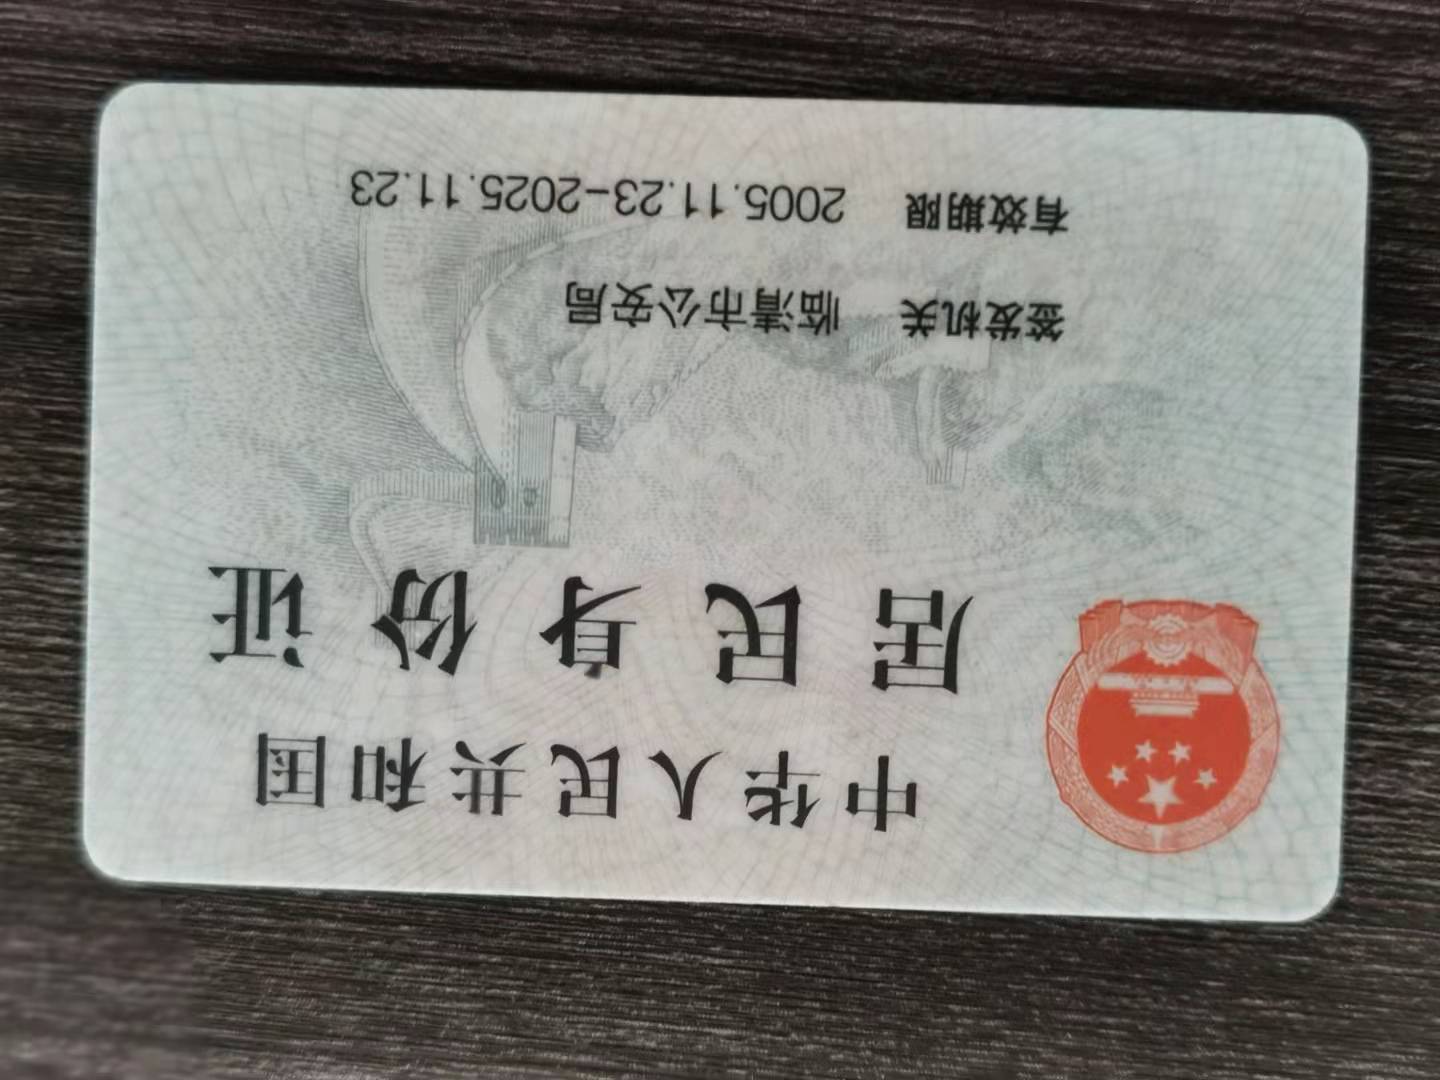 中华人民共和国
居民身份证
签发机关 临清市公安局
有效期限 2005.11.23-2025.11.23